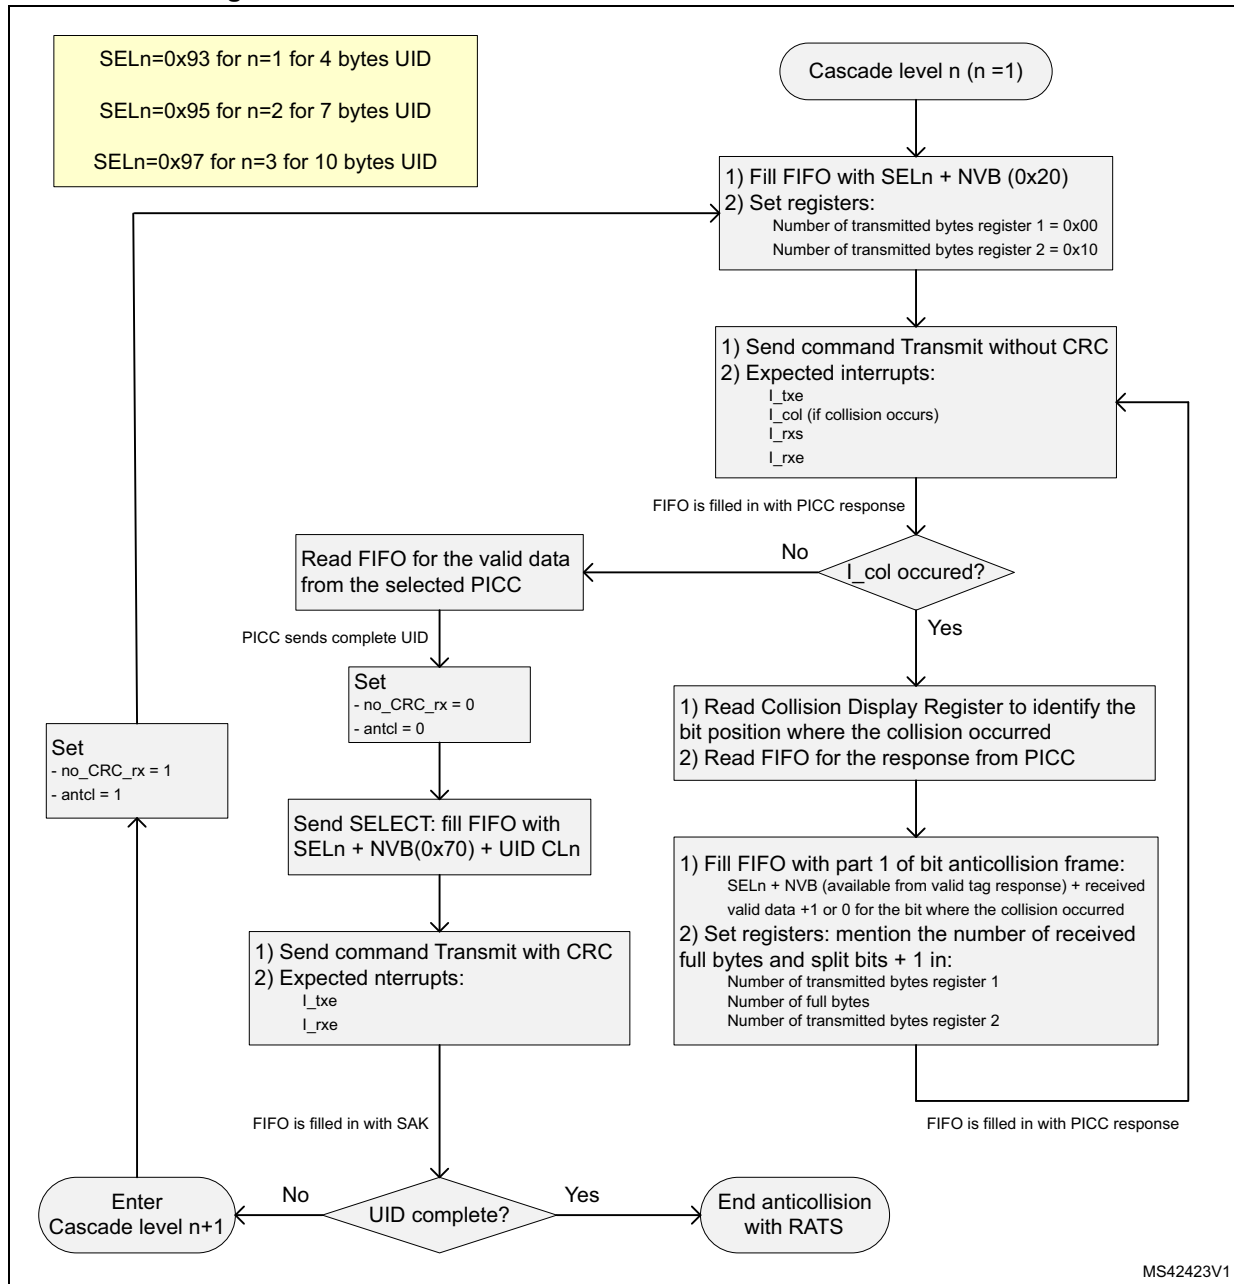 SELn=0x93 for n=1 for 4 bytes UID
SELn=0x95 for n=2 for 7 bytes UID
SELn=0x97 for n=3 for 10 bytes UID
Cascade level n (n =1)
1) Fill FIFO with SELn + NVB (0x20)
2) Set registers:
Number of transmitted bytes register 1 = 0x00
Number of transmitted bytes register 2 = 0x10
1) Send command Transmit without CRC
2) Expected interrupts:
I_txe
I_col (if collision occurs)
I_rxs
I_rxe
FIFO is filled in with PICC response
I_col occured?
No
Yes
Read FIFO for the valid data
from the selected PICC
PICC sends complete UID
Set
- no_CRC_rx = 0
- antcl = 0
Send SELECT: fill FIFO with
SELn + NVB(0x70) + UID CLn
1) Send command Transmit with CRC
2) Expected nterrupts:
I_txe
I_rxe
FIFO is filled in with SAK
1) Read Collision Display Register to identify the
bit position where the collision occurred
2) Read FIFO for the response from PICC
1) Fill FIFO with part 1 of bit anticollision frame:
SELn + NVB (available from valid tag response) + received
valid data +1 or 0 for the bit where the collision occurred
2) Set registers: mention the number of received
full bytes and split bits + 1 in:
Number of transmitted bytes register 1
Number of full bytes
Number of transmitted bytes register 2
FIFO is filled in with PICC response
Set
- no_CRC_rx = 1
- antcl = 1
Enter
Cascade level n+1
No
UID complete?
Yes
End anticollision
with RATS
MS42423V1